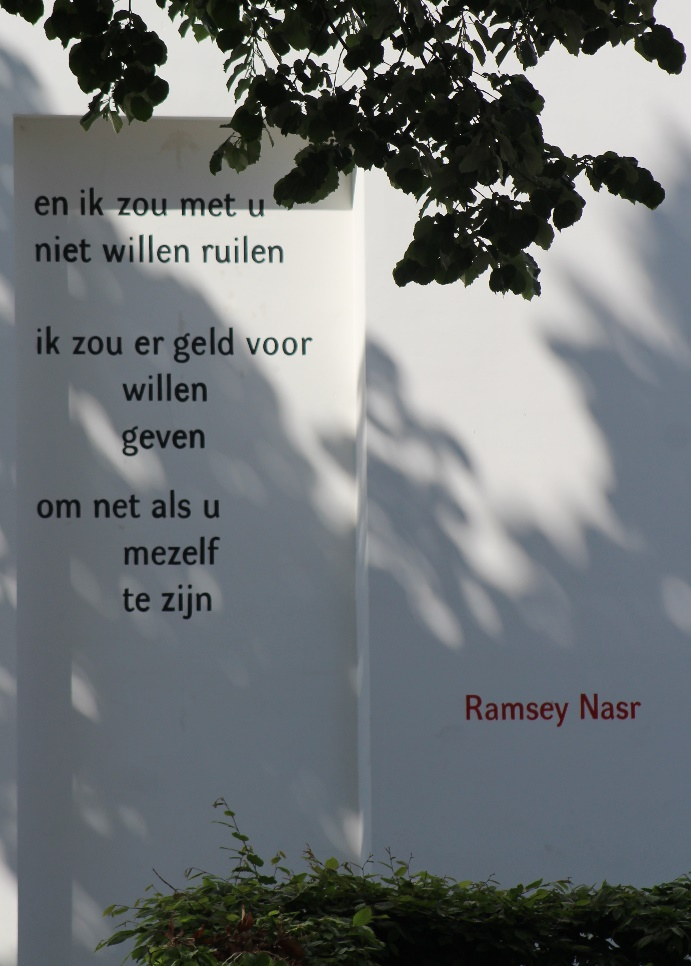 en ik zou met u
niet willen ruilen
ik zou er geld voor
willen
geven
om net als u
mezelf
te zijn
Ramsey Nasr